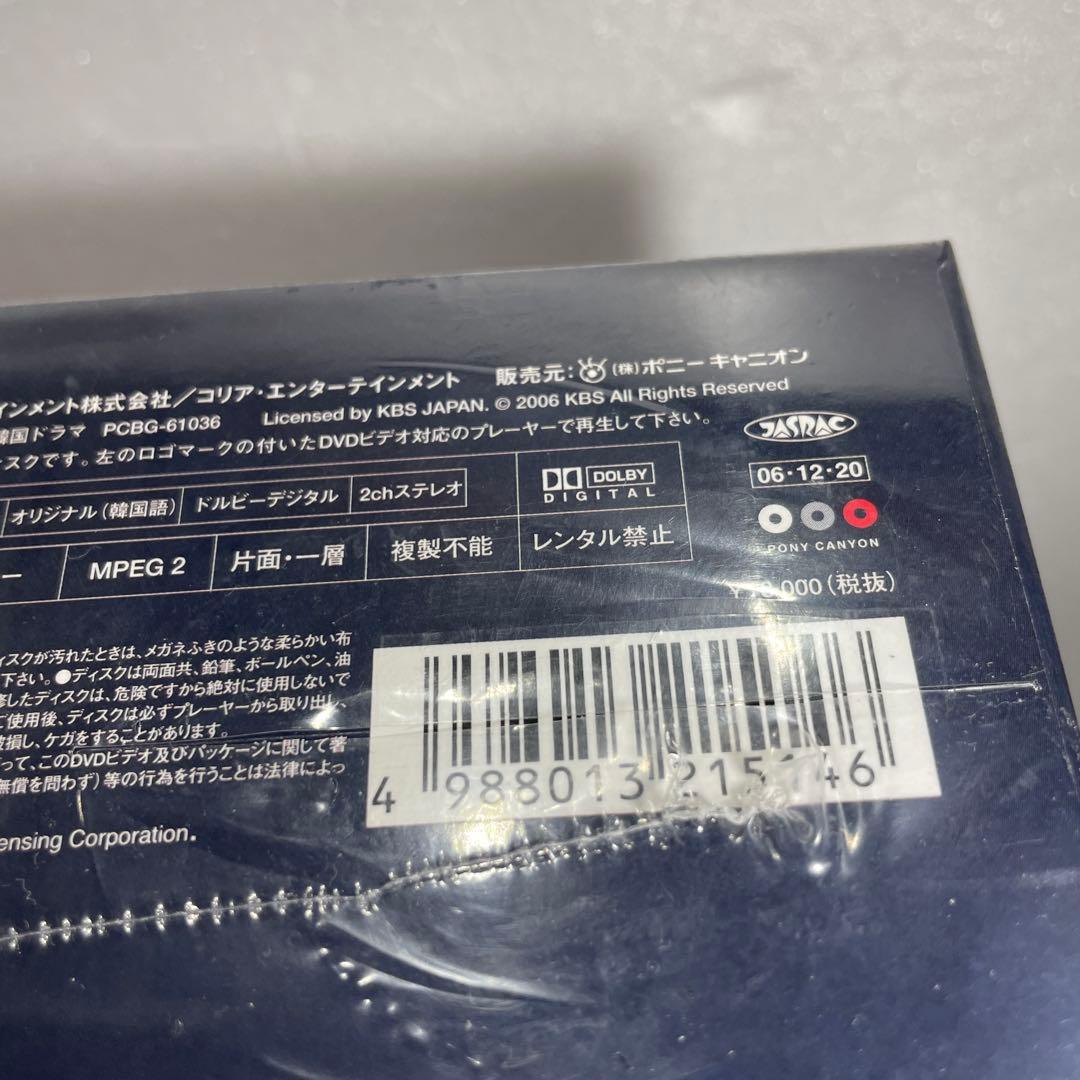 インメント株式会社/コリア・エンターテインメント 販売元: (株)ポニーキャニオン
韓国ドラマ PCBG-61036 Licensed by KBS JAPAN. © 2006 KBS All Rights Reserved
ィスクです。左のロゴマークの付いたDVDビデオ対応のプレーヤーで再生して下さい。
JASRAC
06・12・20
オリジナル(韓国語) ドルビーデジタル 2chステレオ
DOLBY
DIGITAL
PONY CANYON
ー MPEG 2 片面・一層 複製不能 レンタル禁止
,000(税抜)
ィスクが汚れたときは、メガネふきのような柔らかい布
下さい。●ディスクは両面共、鉛筆、ボールペン、油
修したディスクは、危険ですから絶対に使用しないで
ご使用後、ディスクは必ずプレーヤーから取り出し、
破損し、ケガをすることがあります。
って、このDVDビデオ及びパッケージに関して著
無償を問わず)等の行為を行うことは法律によっ
ensing Corporation.
4 988013 215146